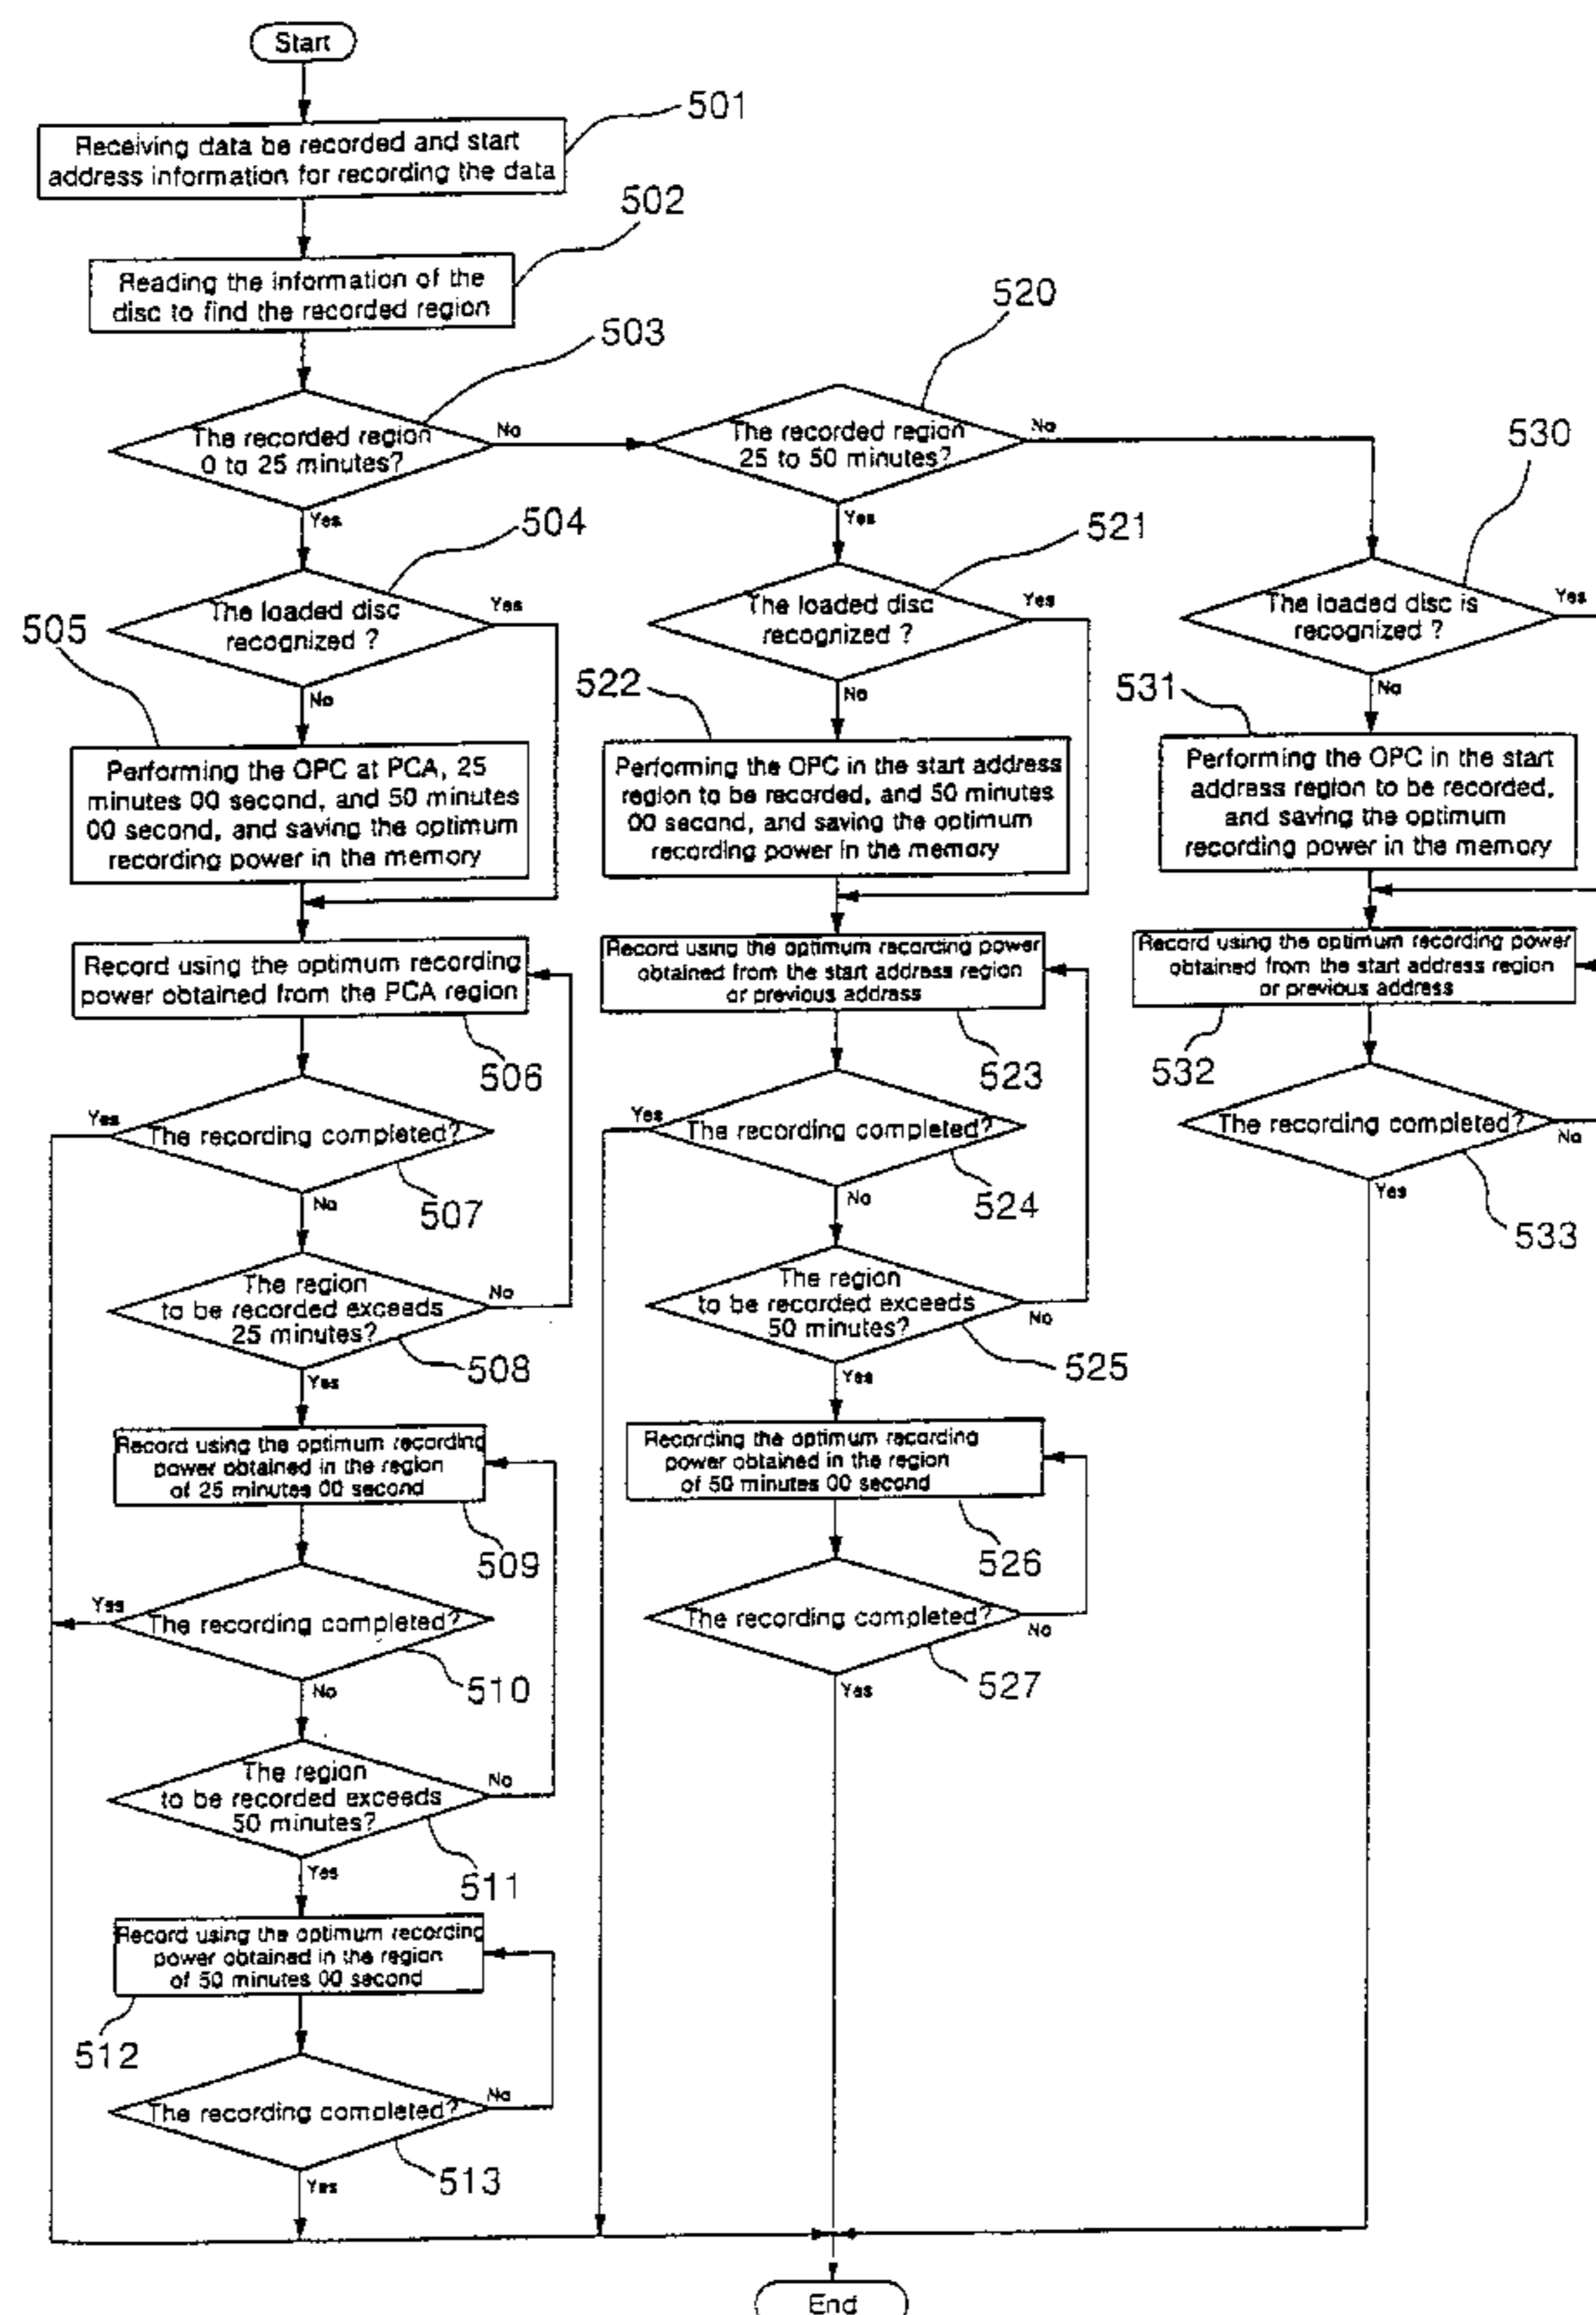 Start
501
Receiving data be recorded and start
address information for recording the data
502
Reading the information of the
disc to find the recorded region
503
The recorded region
0 to 25 minutes?
No
Yes
520
The recorded region
25 to 50 minutes?
No
Yes
530
504
The loaded disc
recognized ?
Yes
No
521
The loaded disc
recognized ?
Yes
No
The loaded disc is
recognized ?
Yes
No
505
Performing the OPC at PCA, 25
minutes 00 second, and 50 minutes
00 second, and saving the optimum
recording power in the memory
522
Performing the OPC in the start address
region to be recorded, and 50 minutes
00 second, and saving the optimum
recording power in the memory
531
Performing the OPC in the start
address region to be recorded,
and saving the optimum
recording power in the memory
Record using the optimum recording
power obtained from the PCA region
506
Record using the optimum recording power
obtained from the start address region
or previous address
523
Record using the optimum recording power
obtained from the start address region
or previous address
532
Yes
The recording completed?
507
No
Yes
The recording completed?
524
No
The recording completed?
No
Yes
533
The region
to be recorded exceeds
25 minutes?
No
508
Yes
The region
to be recorded exceeds
50 minutes?
No
525
Yes
Record using the optimum recording
power obtained in the region
of 25 minutes 00 second
509
Recording the optimum recording
power obtained in the region
of 50 minutes 00 second
526
Yes
The recording completed?
510
No
The recording completed?
No
527
Yes
The region
to be recorded exceeds
50 minutes?
No
511
Yes
Record using the optimum recording
power obtained in the region
of 50 minutes 00 second
512
The recording completed?
No
513
Yes
End